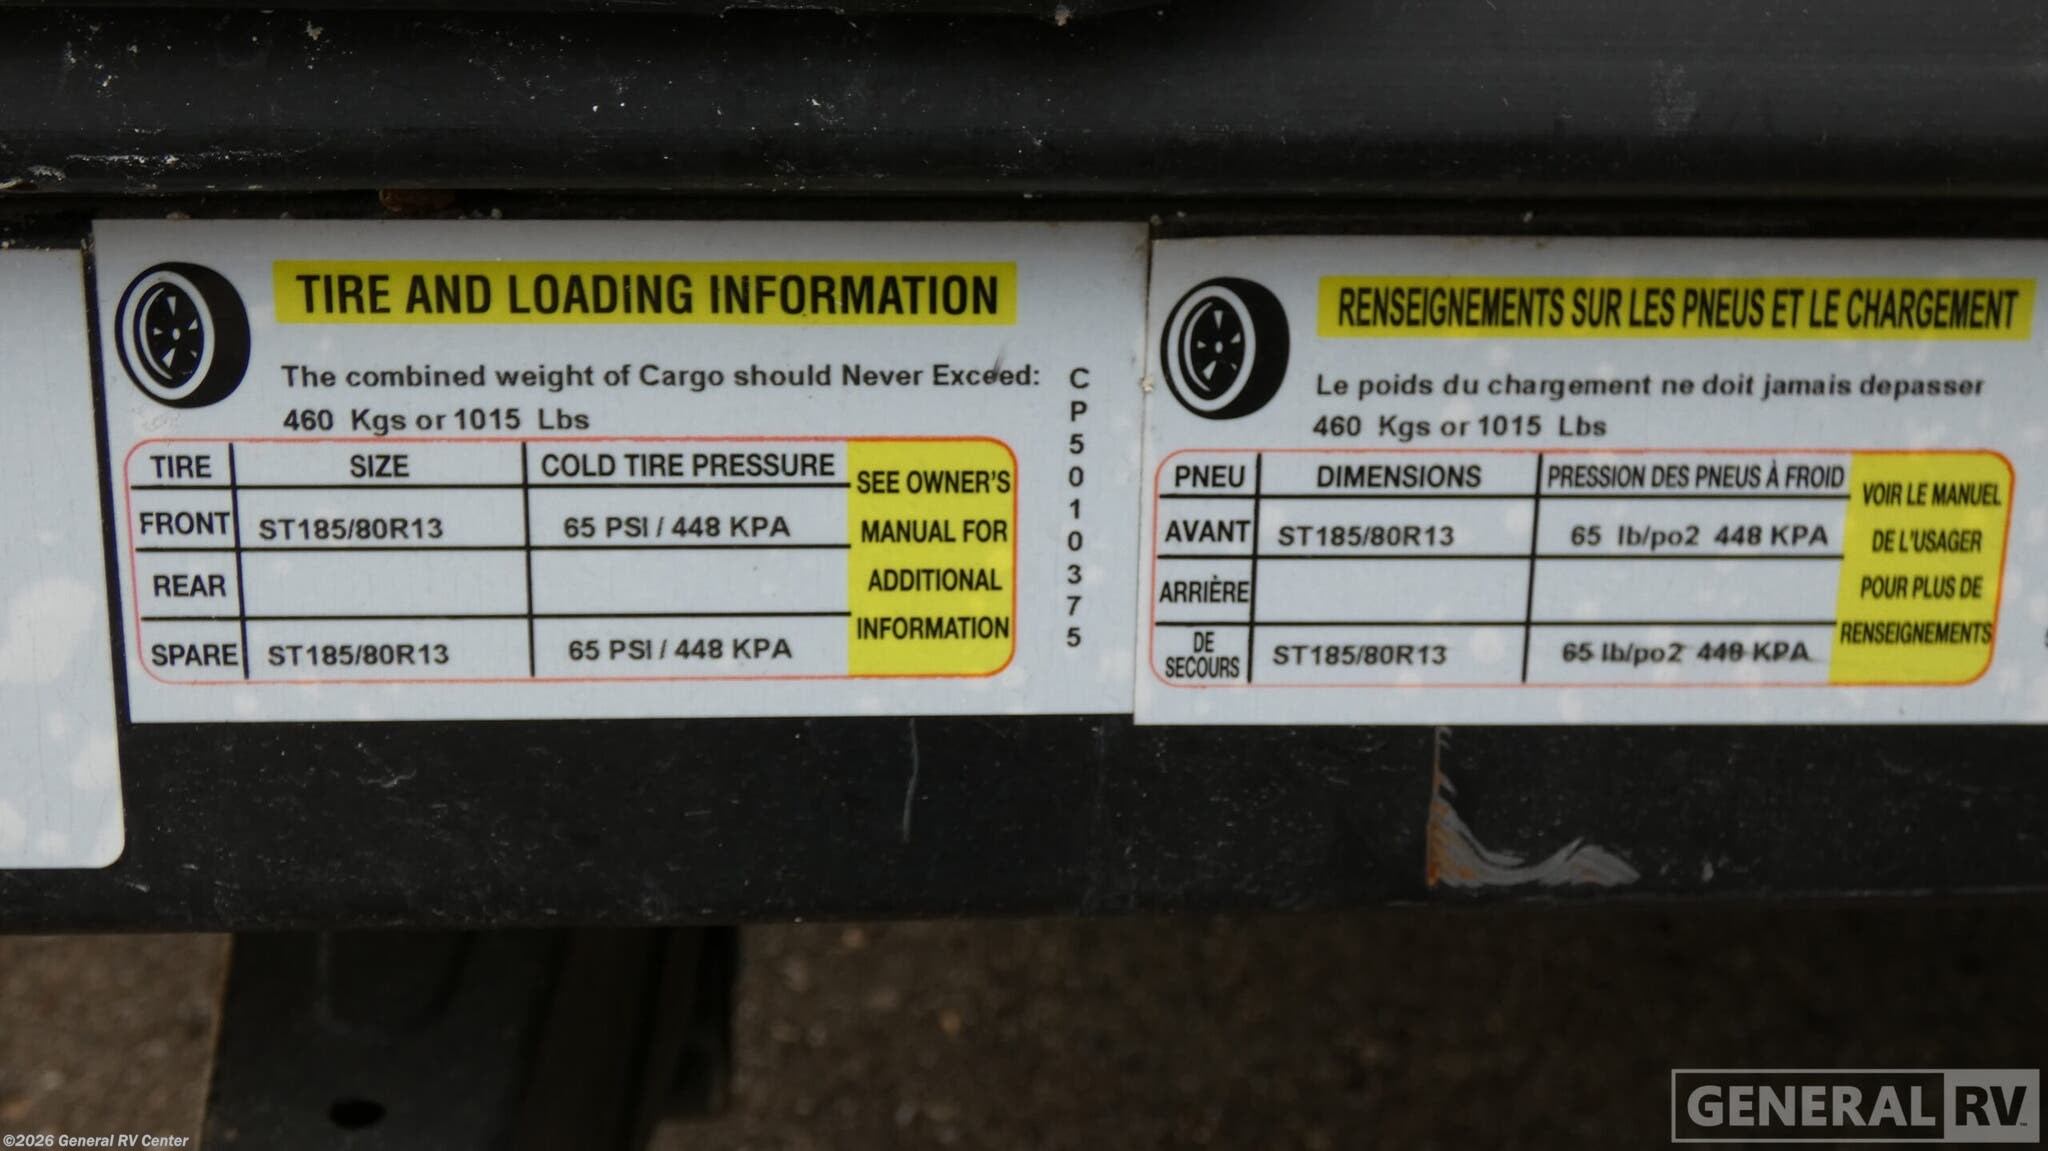 TIRE AND LOADING INFORMATION
The combined weight of Cargo should Never Exceed:
460 Kgs or 1015 Lbs
TIRE SIZE COLD TIRE PRESSURE
FRONT ST185/80R13 65 PSI / 448 KPA
REAR
SPARE ST185/80R13 65 PSI / 448 KPA
SEE OWNER'S
MANUAL FOR
ADDITIONAL
INFORMATION
CP5010375
RENSEIGNEMENTS SUR LES PNEUS ET LE CHARGEMENT
Le poids du chargement ne doit jamais depasser
460 Kgs or 1015 Lbs
PNEU DIMENSIONS PRESSION DES PNEUS À FROID
AVANT ST185/80R13 65 lb/po2 448 KPA
ARRIÈRE
DE
SECOURS ST185/80R13 65 lb/po2 448 KPA
VOIR LE MANUEL
DE L'USAGER
POUR PLUS DE
RENSEIGNEMENTS
©2026 General RV Center
GENERAL RV